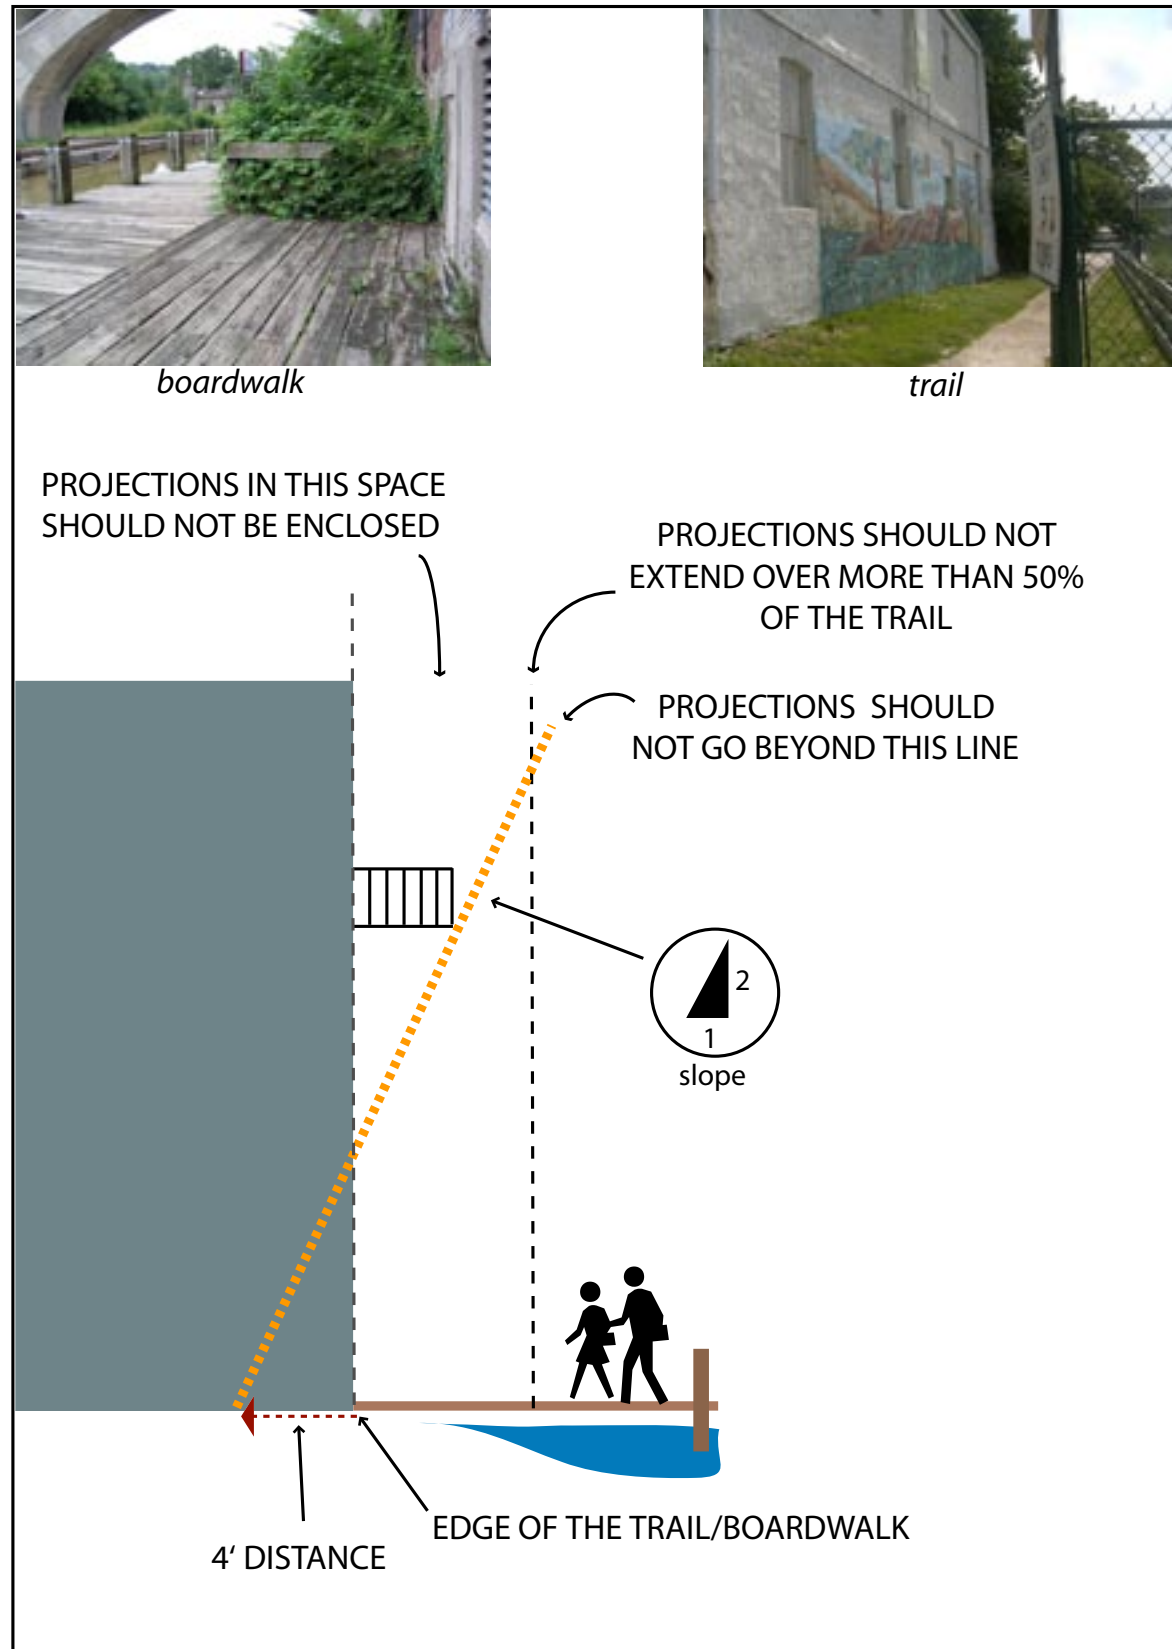 boardwalk
trail
PROJECTIONS IN THIS SPACE
SHOULD NOT BE ENCLOSED
PROJECTIONS SHOULD NOT
EXTEND OVER MORE THAN 50%
OF THE TRAIL
PROJECTIONS SHOULD
NOT GO BEYOND THIS LINE
2
1
slope
EDGE OF THE TRAIL/BOARDWALK
4‘ DISTANCE